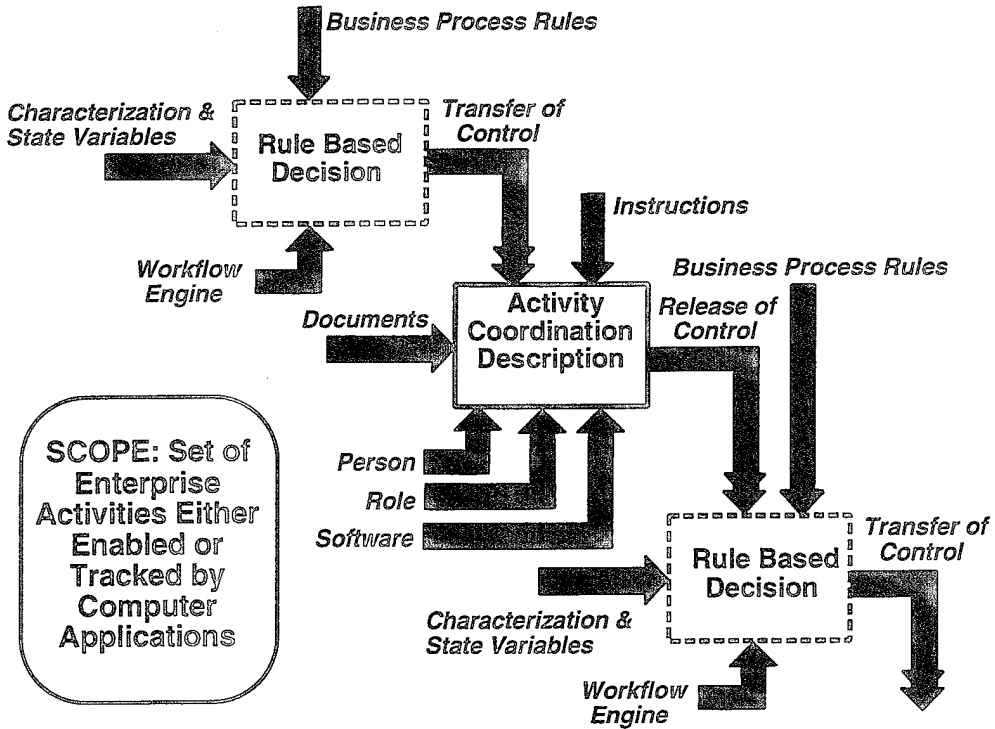 Business Process Rules
Characterization &
State Variables
Rule Based
Decision
Transfer of
Control
Workflow
Engine
Instructions
Documents
Activity
Coordination
Description
Business Process Rules
Release of
Control
Person
Role
Software
SCOPE: Set of
Enterprise
Activities Either
Enabled or
Tracked by
Computer
Applications
Rule Based
Decision
Transfer of
Control
Characterization &
State Variables
Workflow
Engine